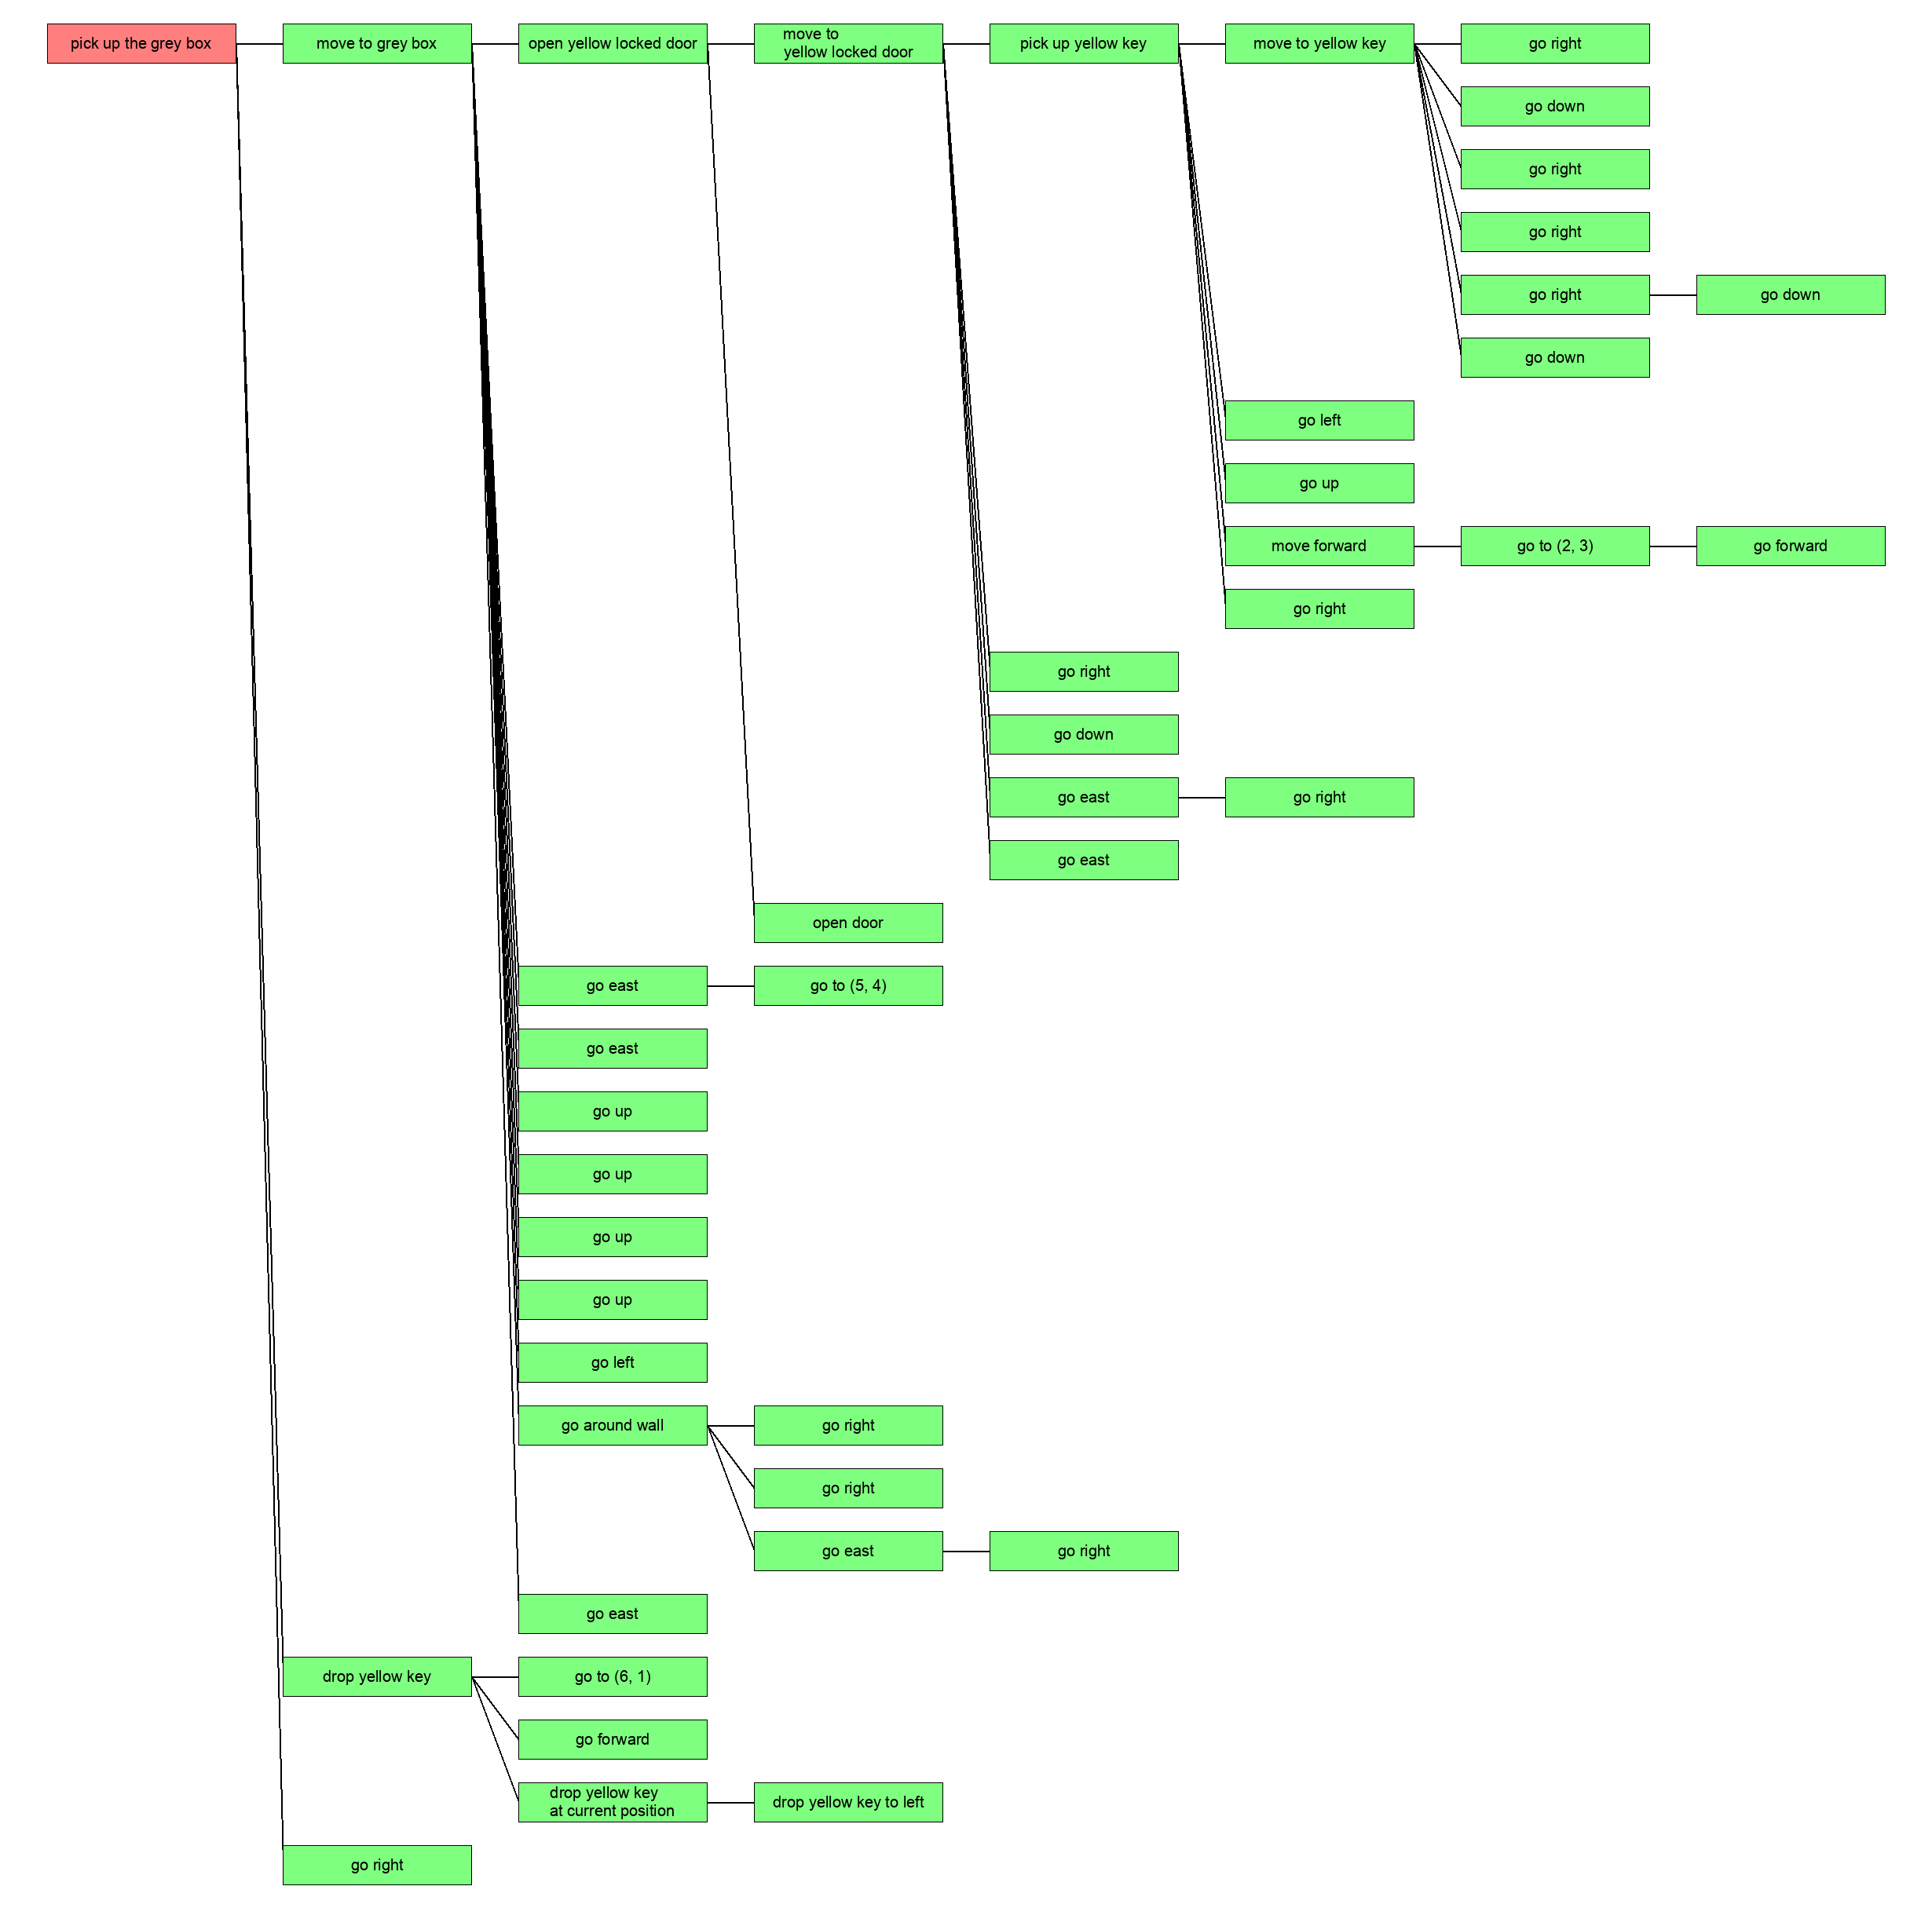 pick up the grey box
move to grey box
open yellow locked door
move to
yellow locked door
pick up yellow key
move to yellow key
go right
go down
go right
go right
go right
go down
go down
go left
go up
move forward
go to (2, 3)
go forward
go right
go right
go down
go east
go right
go east
open door
go east
go to (5, 4)
go east
go up
go up
go up
go up
go left
go around wall
go right
go right
go east
go right
go east
drop yellow key
go to (6, 1)
go forward
drop yellow key
at current position
drop yellow key to left
go right